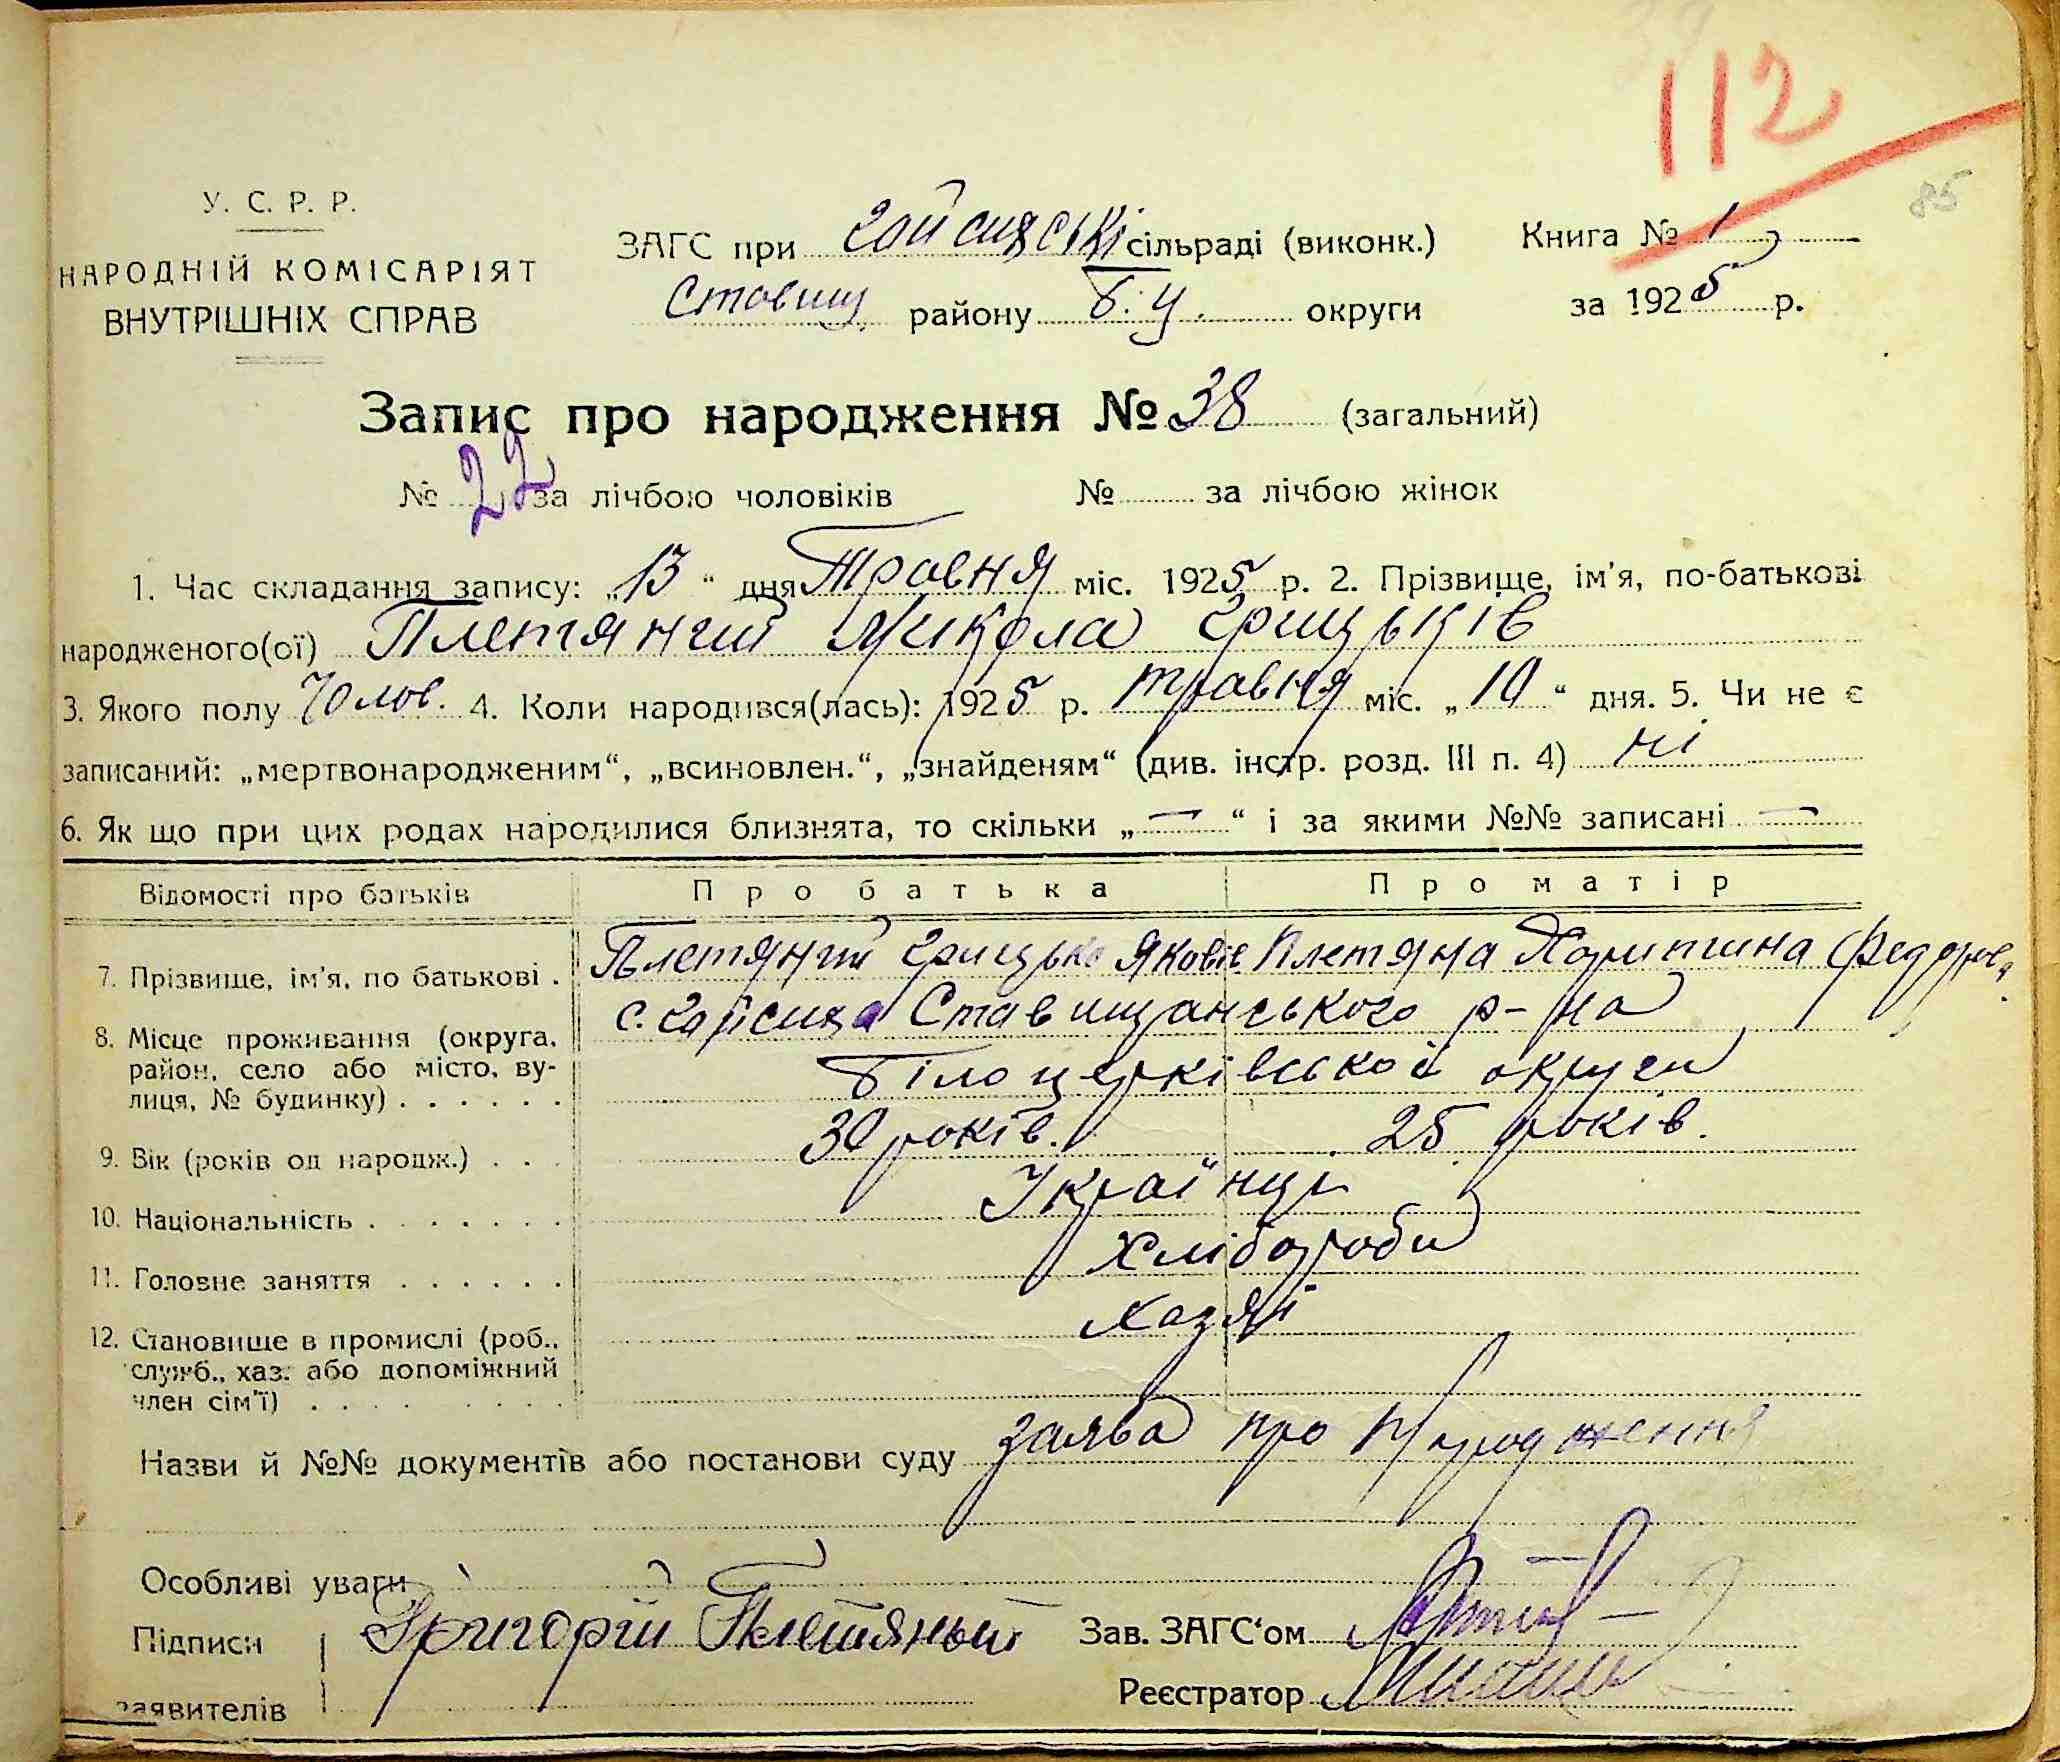 112
85
У. С. Р. Р.
НАРОДНІЙ КОМІСАРІЯТ
ВНУТРІШНІХ СПРАВ
ЗАГС при Гайсинські сільраді (виконк.)
Книга № 1
Ставищ. району Б. Ц. округи
за 1925 р.
Запис про народження № 38 (загальний)
№ 22 за лічбою чоловіків № за лічбою жінок
1. Час складання запису: „13“ дня Травня міс. 1925 р. 2. Прізвище, ім'я, по-батькові
народженого(ої) Плетяний Микола Грицьків
3. Якого полу Чолов. 4. Коли народився(лась): 1925 р. травня міс. „10“ дня. 5. Чи не є
записаний: „мертвонародженим“, „всиновлен.“, „знайденям“ (див. інстр. розд. III п. 4) ні
6. Як що при цих родах народилися близнята, то скільки „—“ і за якими №№ записані —
Відомості про батьків Про батька Про матір
7. Прізвище, ім'я, по батькові . Плетяний Грицько Яковів Плетяна Харитина Федоров.
8. Місце проживання (округа, район, село або місто, вулиця, № будинку) . . . . . . с. Гайсиха Ставищанського р-на
Білоцерківської округи
9. Вік (років од народж.) . . . 30 років. 25 років.
10. Національність . . . . . . . Українці
11. Головне заняття . . . . . . Хлібороби
12. Становище в промислі (роб., служб., хаз. або допоміжний член сім'ї) . . . . Хазяї
Назви й №№ документів або постанови суду заява про народження
Особливі уваги
Підписи заявителів Григорій Плетяный
Зав. ЗАГС'ом
Реєстратор